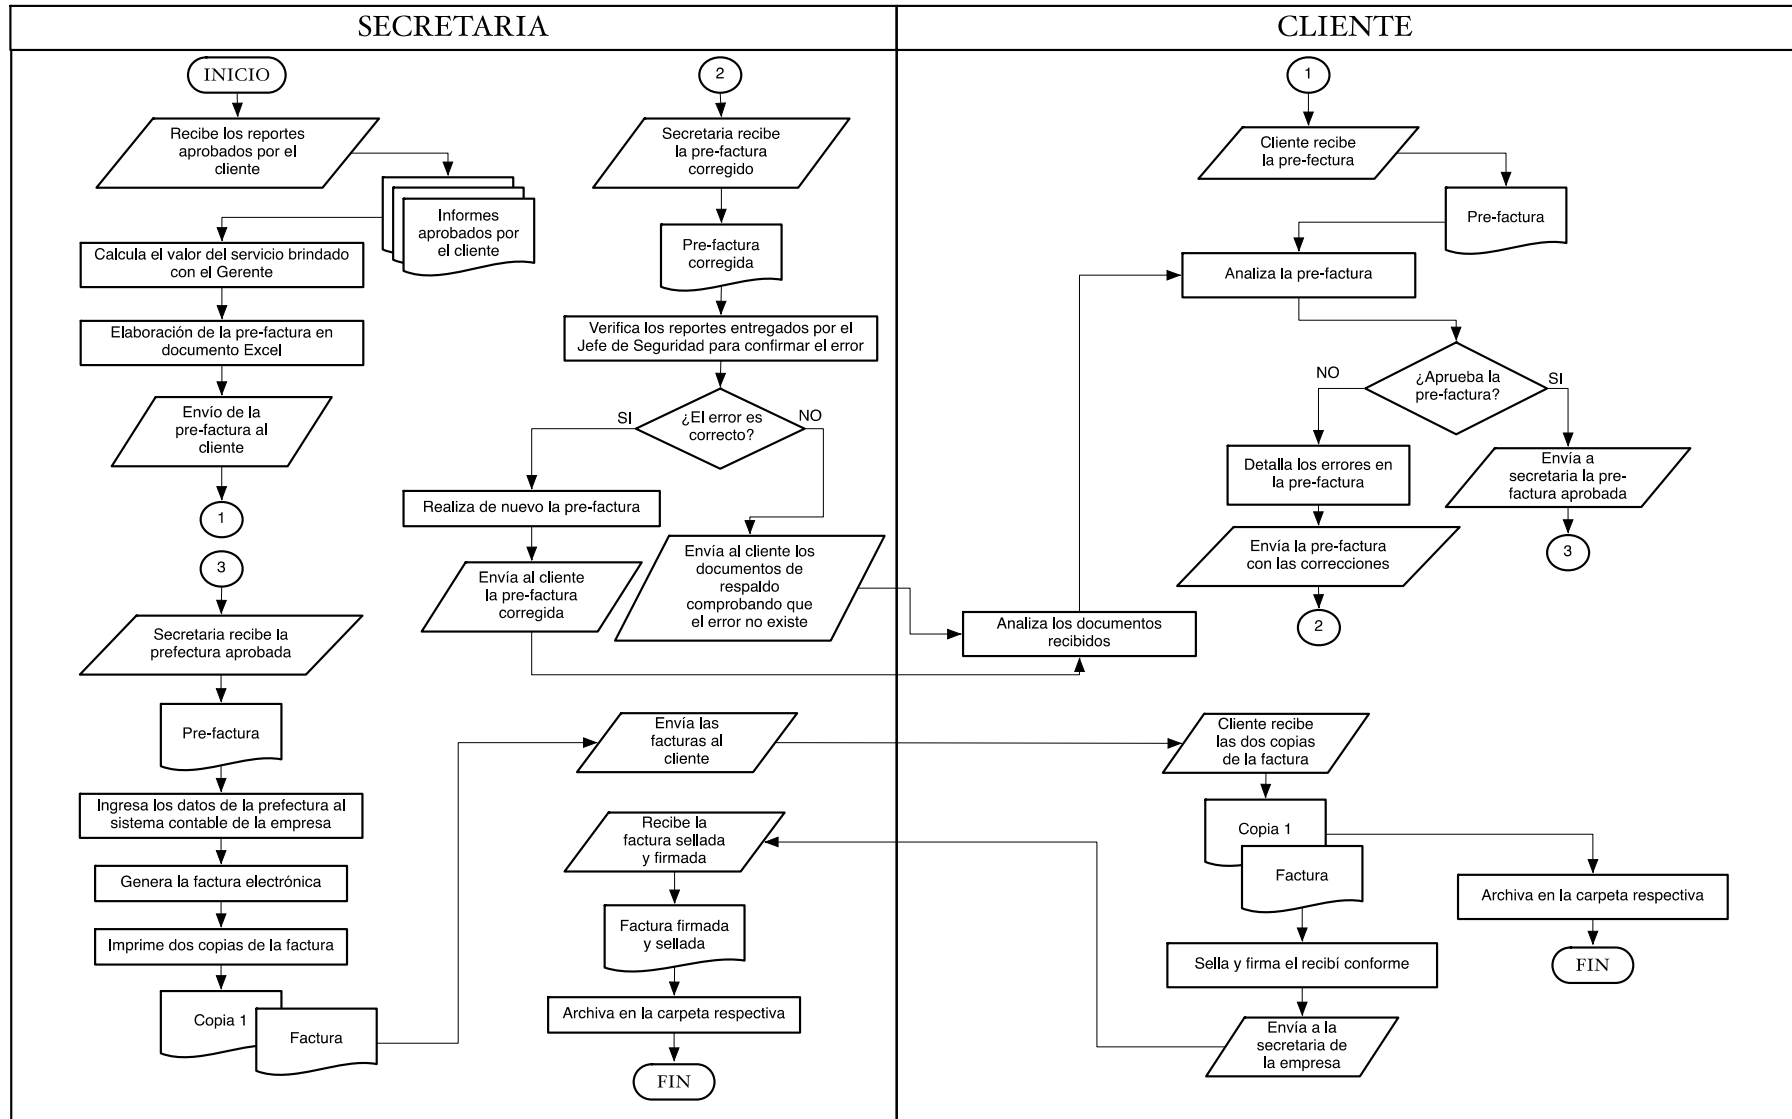 SECRETARIA
INICIO
Recibe los reportes
aprobados por el
cliente
Informes
aprobados por
el cliente
Calcula el valor del servicio brindado
con el Gerente
Elaboración de la pre-factura en
documento Excel
Envío de la
pre-factura al
cliente
1
3
Secretaria recibe la
prefectura aprobada
Pre-factura
Ingresa los datos de la prefectura al
sistema contable de la empresa
Genera la factura electrónica
Imprime dos copias de la factura
Copia 1
Factura
2
Secretaria recibe
la pre-factura
corregido
Pre-factura
corregida
Verifica los reportes entregados por el
Jefe de Seguridad para confirmar el error
¿El error es
correcto?
SI
NO
Realiza de nuevo la pre-factura
Envía al cliente
la pre-factura
corregida
Envía al cliente los
documentos de
respaldo
comprobando que
el error no existe
Envía las
facturas al
cliente
Recibe la
factura sellada
y firmada
Factura firmada
y sellada
Archiva en la carpeta respectiva
FIN
CLIENTE
1
Cliente recibe
la pre-fectura
Pre-factura
Analiza la pre-factura
¿Aprueba la
pre-factura?
NO
SI
Detalla los errores en
la pre-factura
Envía a
secretaria la pre-
factura aprobada
Envía la pre-factura
con las correcciones
3
2
Analiza los documentos
recibidos
Cliente recibe
las dos copias
de la factura
Copia 1
Factura
Archiva en la carpeta respectiva
FIN
Sella y firma el recibí conforme
Envía a la
secretaria de
la empresa